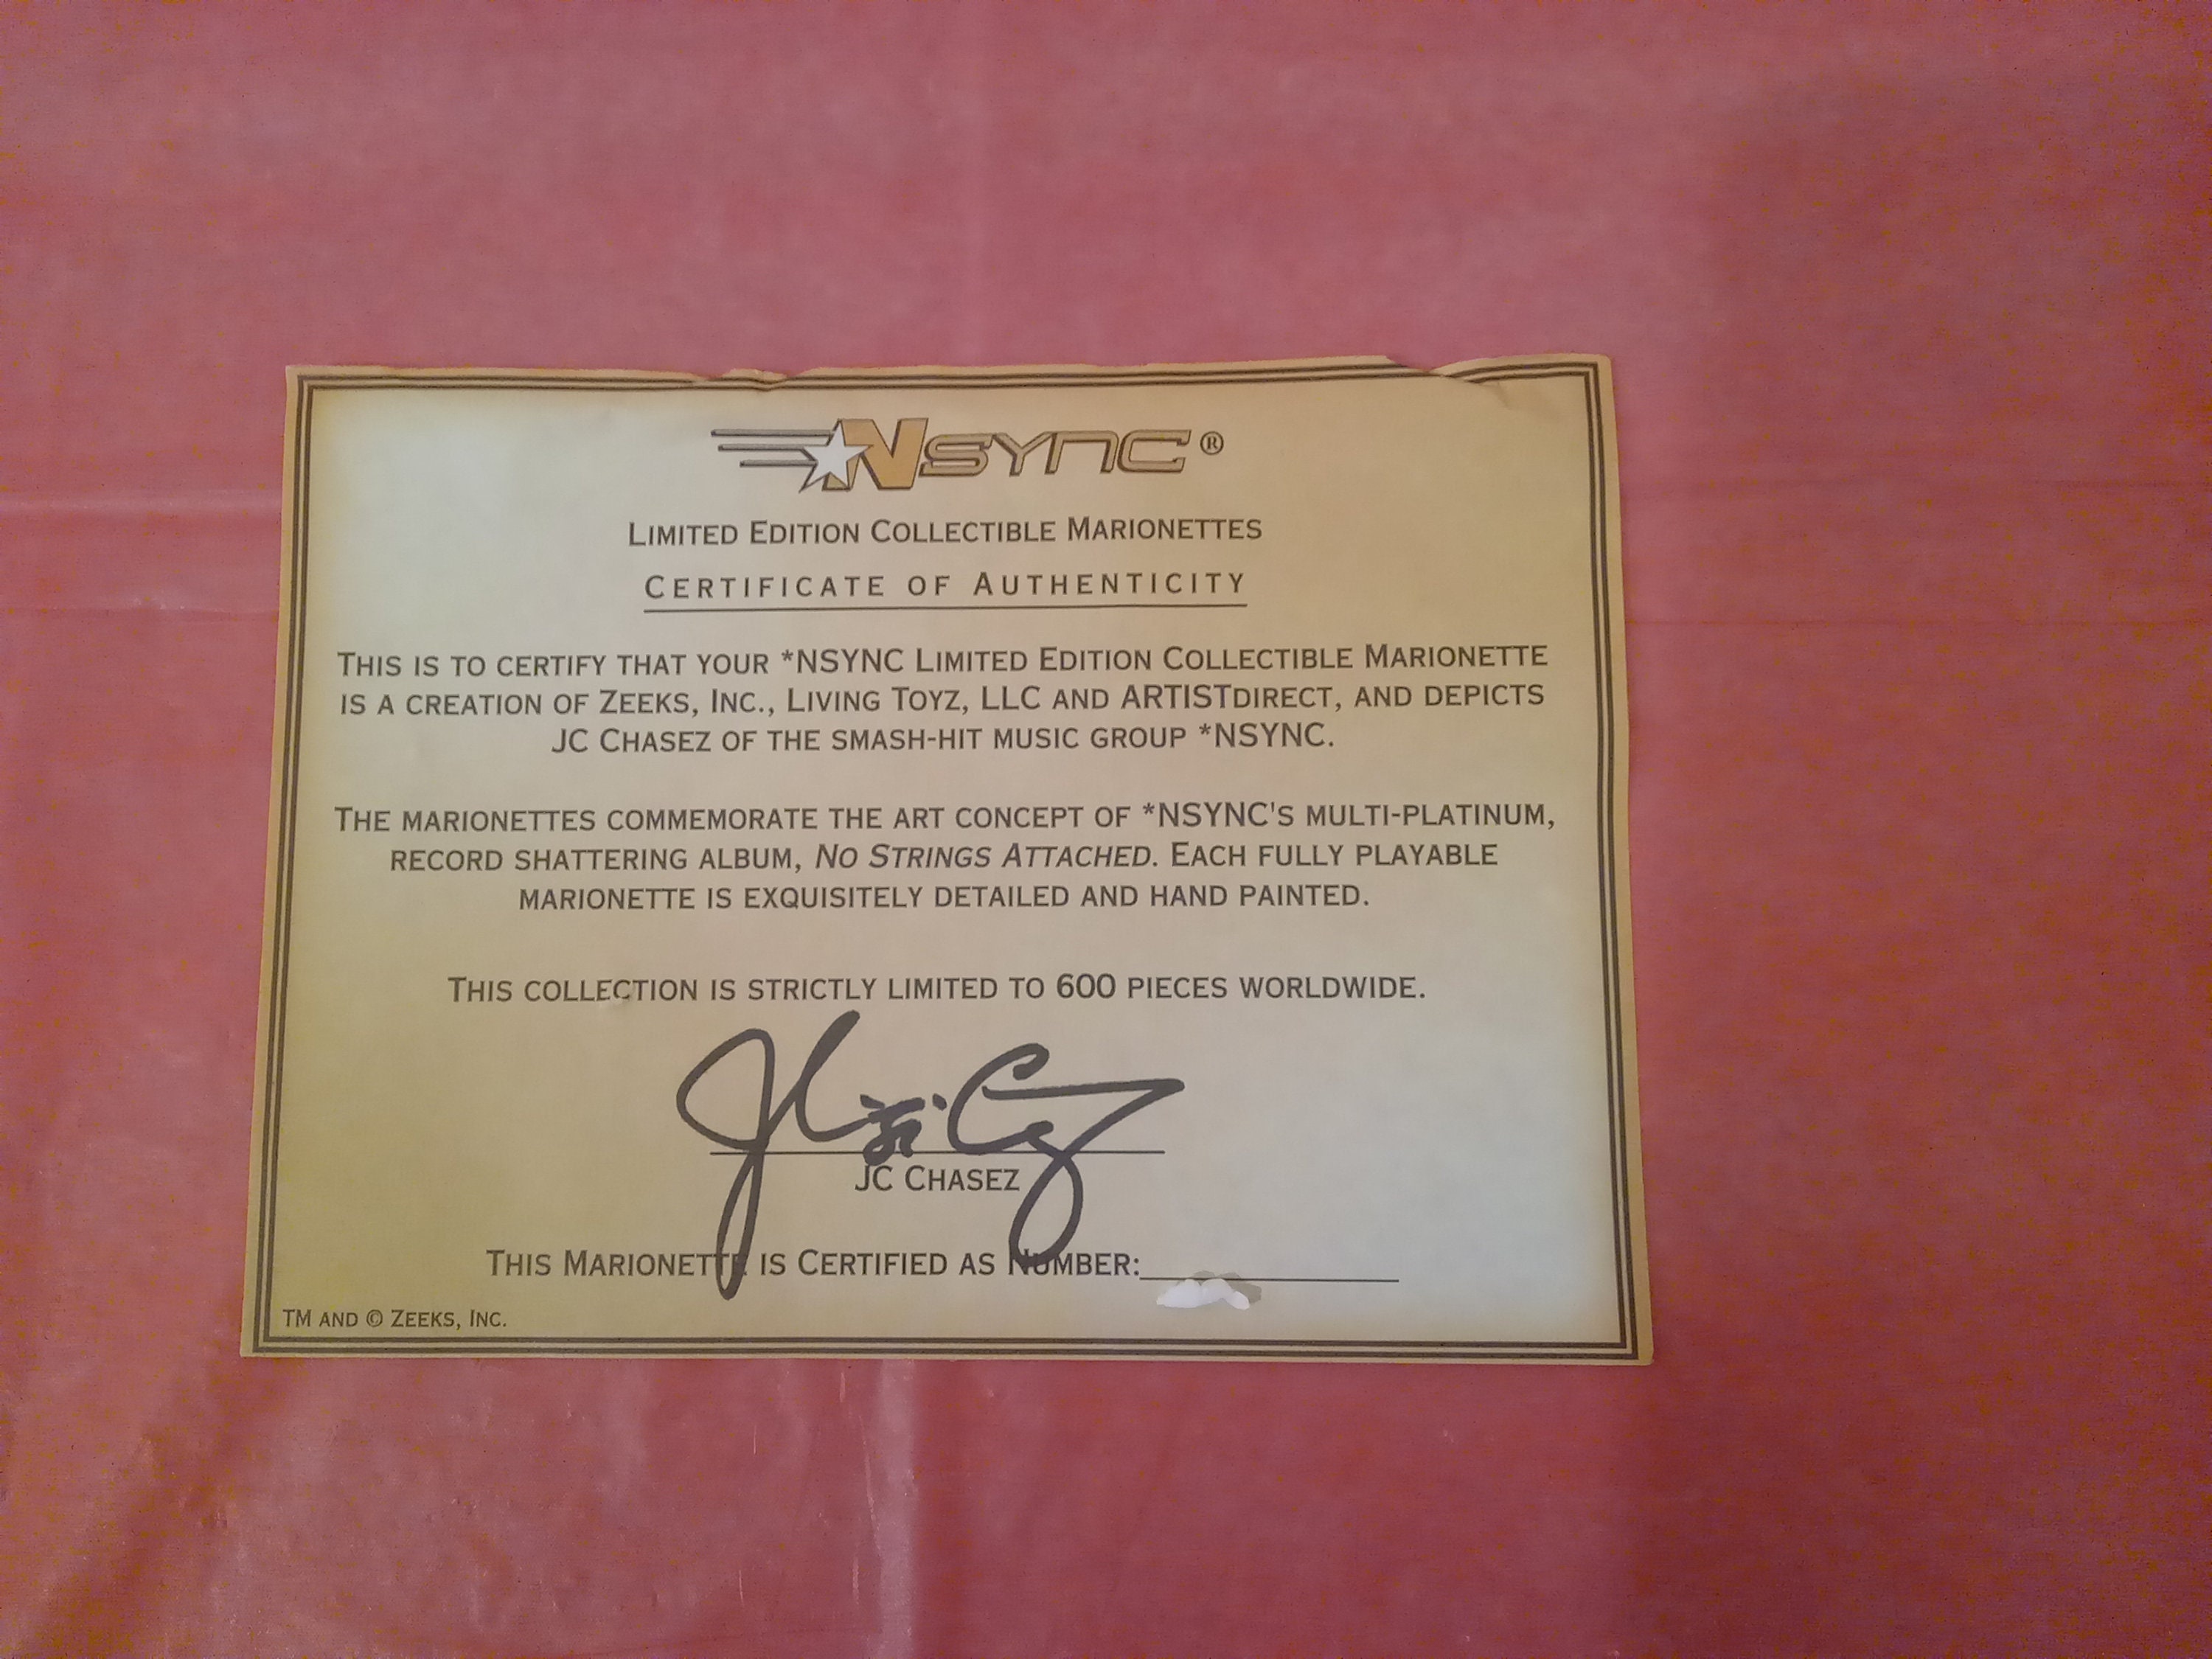 NSYNC®
LIMITED EDITION COLLECTIBLE MARIONETTES
CERTIFICATE OF AUTHENTICITY
THIS IS TO CERTIFY THAT YOUR *NSYNC LIMITED EDITION COLLECTIBLE MARIONETTE
IS A CREATION OF ZEEKS, INC., LIVING TOYZ, LLC AND ARTISTDIRECT, AND DEPICTS
JC CHASEZ OF THE SMASH-HIT MUSIC GROUP *NSYNC.
THE MARIONETTES COMMEMORATE THE ART CONCEPT OF *NSYNC'S MULTI-PLATINUM,
RECORD SHATTERING ALBUM, NO STRINGS ATTACHED. EACH FULLY PLAYABLE
MARIONETTE IS EXQUISITELY DETAILED AND HAND PAINTED.
THIS COLLECTION IS STRICTLY LIMITED TO 600 PIECES WORLDWIDE.
JC CHASEZ
THIS MARIONETTE IS CERTIFIED AS NUMBER:
TM AND © ZEEKS, INC.